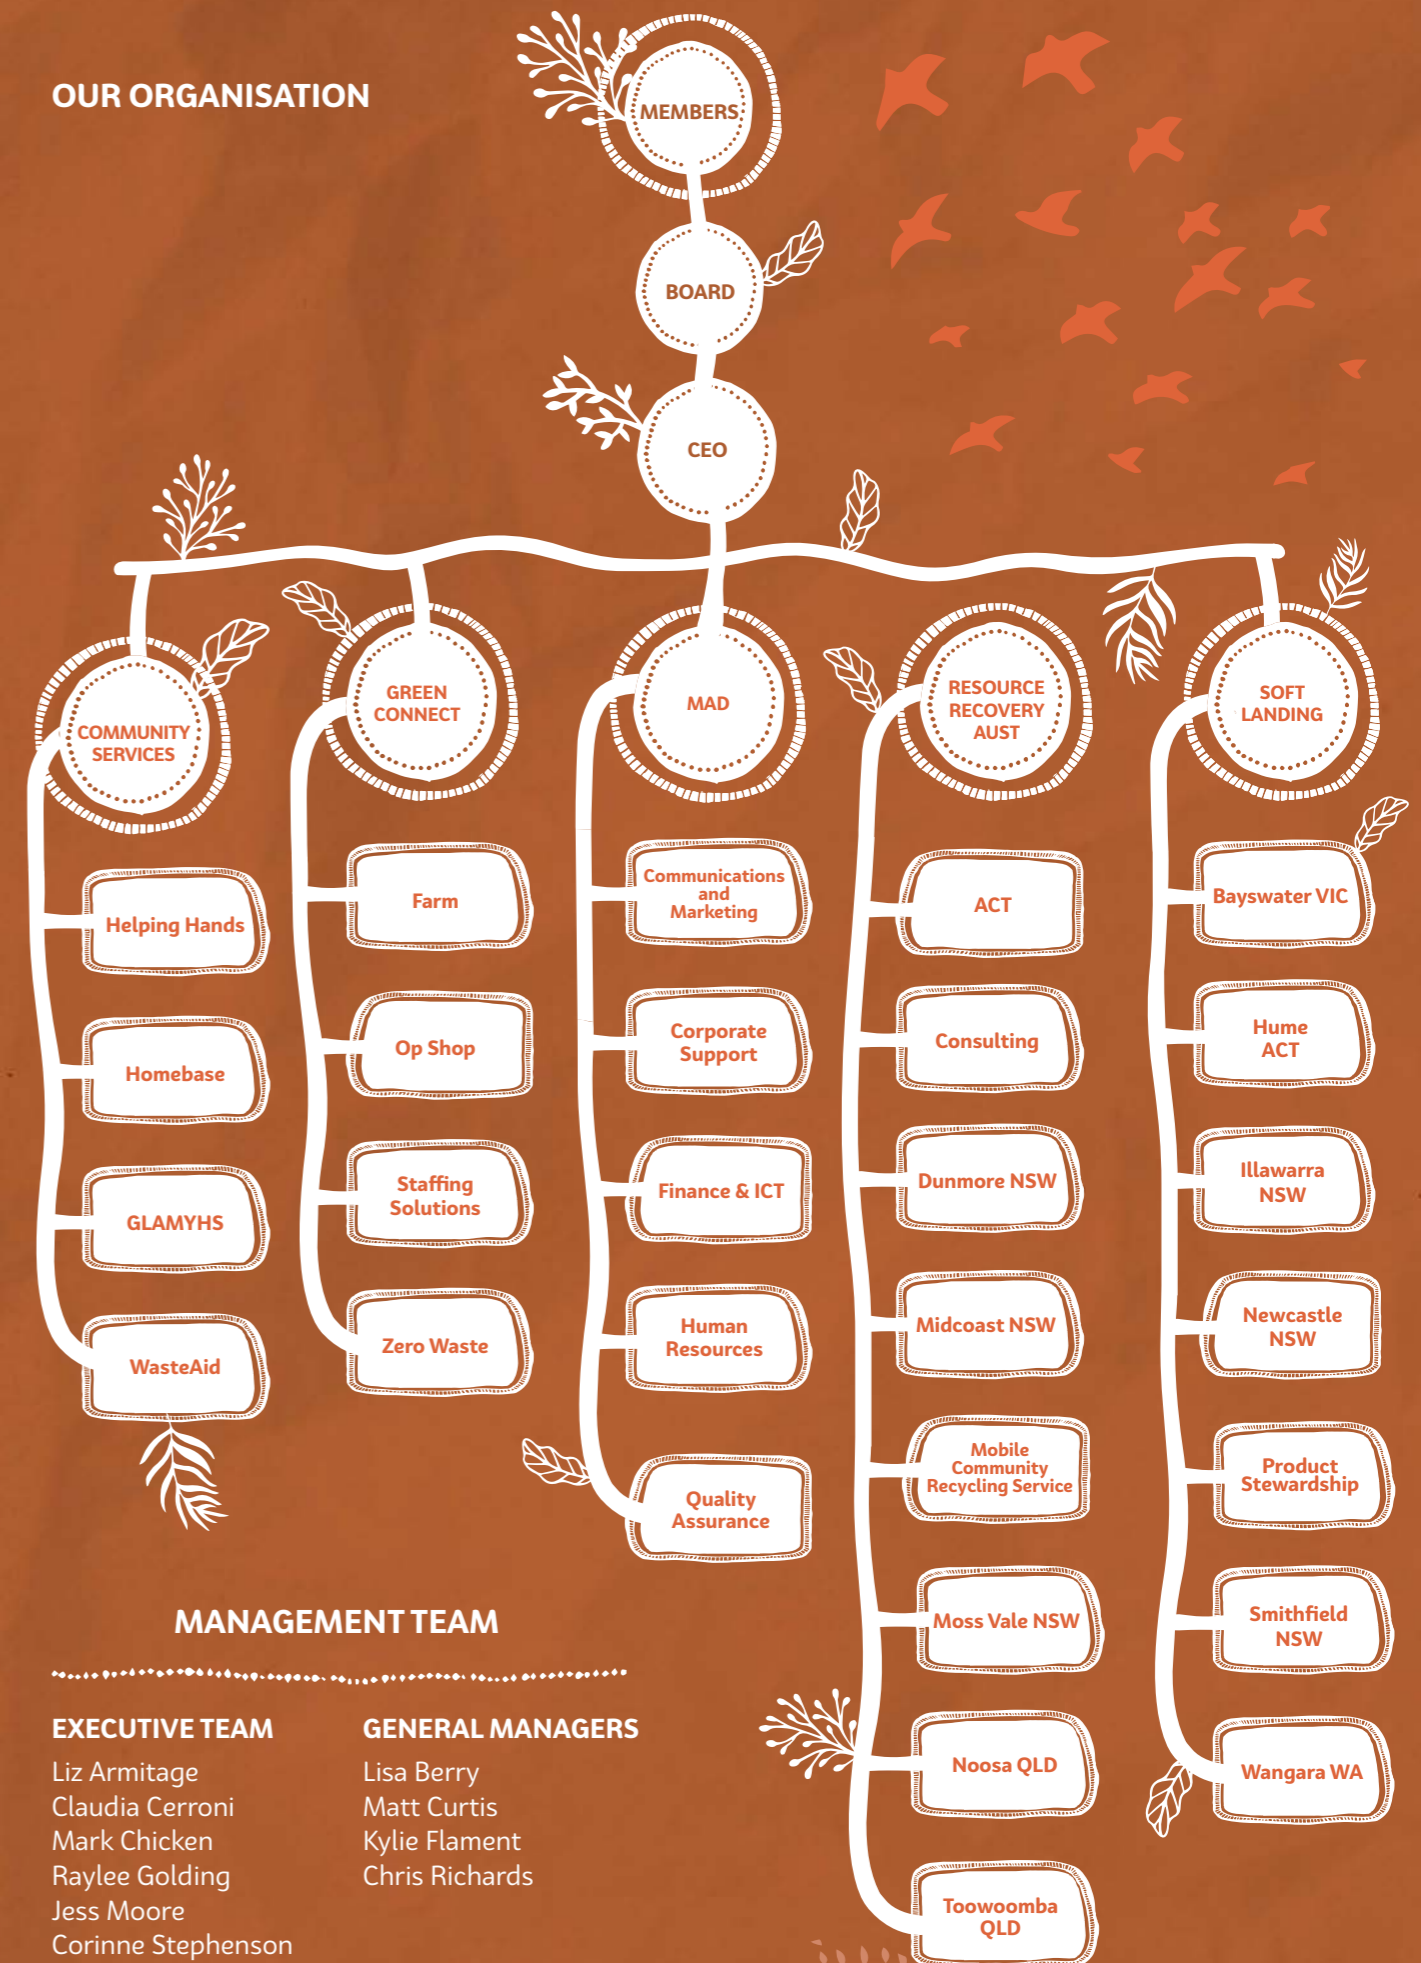 OUR ORGANISATION
MEMBERS
BOARD
CEO
COMMUNITY
SERVICES
Helping Hands
Homebase
GLAMYHS
WasteAid
GREEN
CONNECT
Farm
Op Shop
Staffing
Solutions
Zero Waste
MAD
Communications
and
Marketing
Corporate
Support
Finance & ICT
Human
Resources
Quality
Assurance
RESOURCE
RECOVERY
AUST
ACT
Consulting
Dunmore NSW
Midcoast NSW
Mobile
Community
Recycling Service
Moss Vale NSW
Noosa QLD
Toowoomba
QLD
SOFT
LANDING
Bayswater VIC
Hume
ACT
Illawarra
NSW
Newcastle
NSW
Product
Stewardship
Smithfield
NSW
Wangara WA
MANAGEMENT TEAM
EXECUTIVE TEAM
Liz Armitage
Claudia Cerroni
Mark Chicken
Raylee Golding
Jess Moore
Corinne Stephenson
GENERAL MANAGERS
Lisa Berry
Matt Curtis
Kylie Flament
Chris Richards